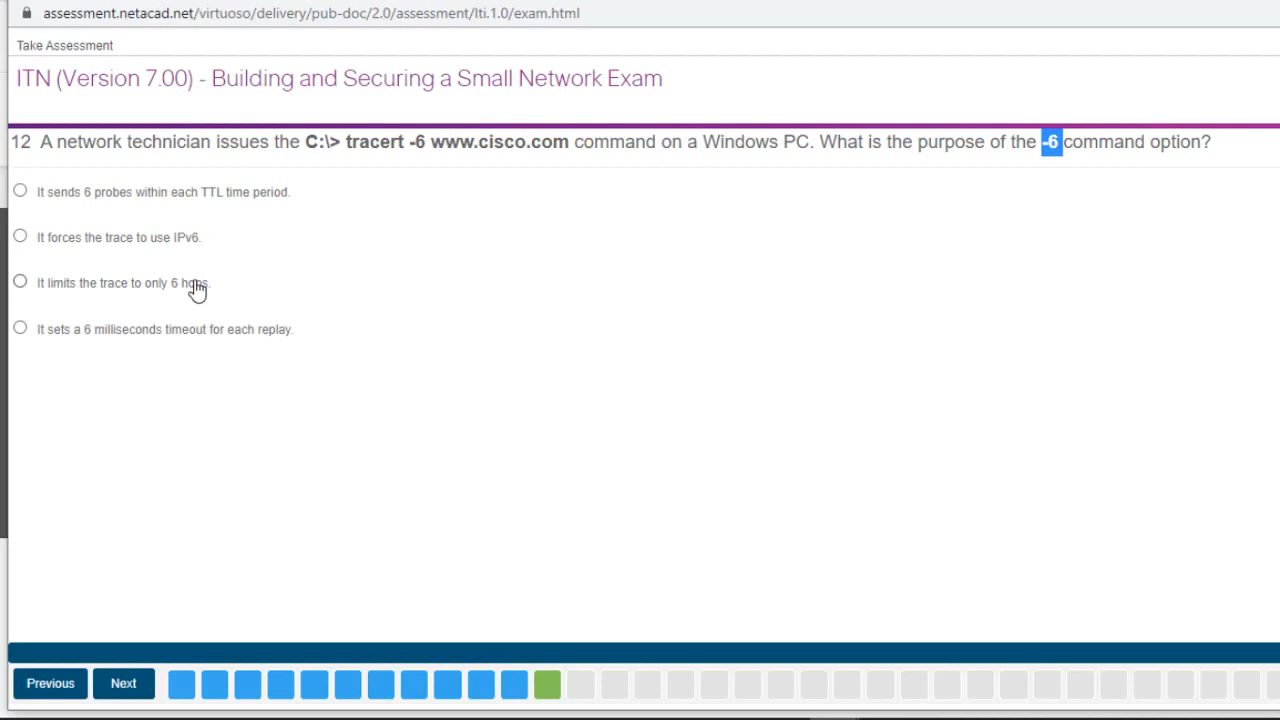 assessment.netacad.net/virtuoso/delivery/pub-doc/2.0/assessment/lti.1.0/exam.html
Take Assessment
ITN (Version 7.00) - Building and Securing a Small Network Exam
12 A network technician issues the C:\> tracert -6 www.cisco.com command on a Windows PC. What is the purpose of the -6 command option?
It sends 6 probes within each TTL time period.
It forces the trace to use IPv6.
It limits the trace to only 6 hops.
It sets a 6 milliseconds timeout for each replay.
Previous Next